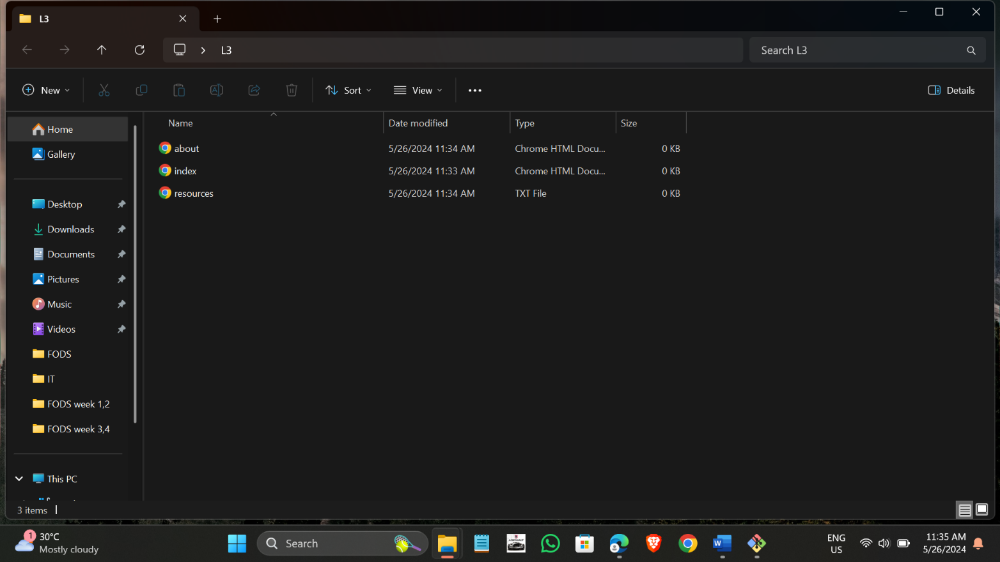 L3
L3
Search L3
New
Sort
View
Details
Name
Date modified
Type
Size
Home
Gallery
about
5/26/2024 11:34 AM
Chrome HTML Docu...
0 KB
index
5/26/2024 11:33 AM
Chrome HTML Docu...
0 KB
resources
5/26/2024 11:34 AM
TXT File
0 KB
Desktop
Downloads
Documents
Pictures
Music
Videos
FODS
IT
FODS week 1,2
FODS week 3,4
This PC
3 items
1
30°C
Mostly cloudy
Search
ASPHALT
W
ENG
US
11:35 AM
5/26/2024